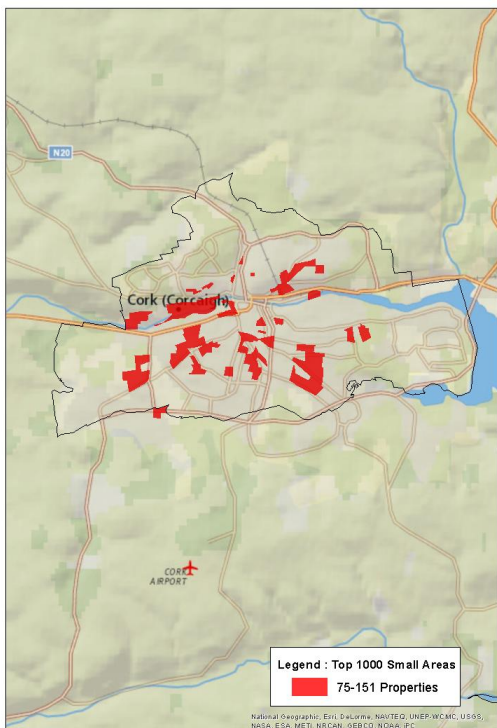 N20
Cork (Corcaigh)
CORK
AIRPORT
Legend : Top 1000 Small Areas
75-151 Properties
National Geographic, Esri, DeLorme, NAVTEQ, UNEP-WCMC, USGS,
NASA, ESA, METI, NRCAN, GEBCO, NOAA, iPC